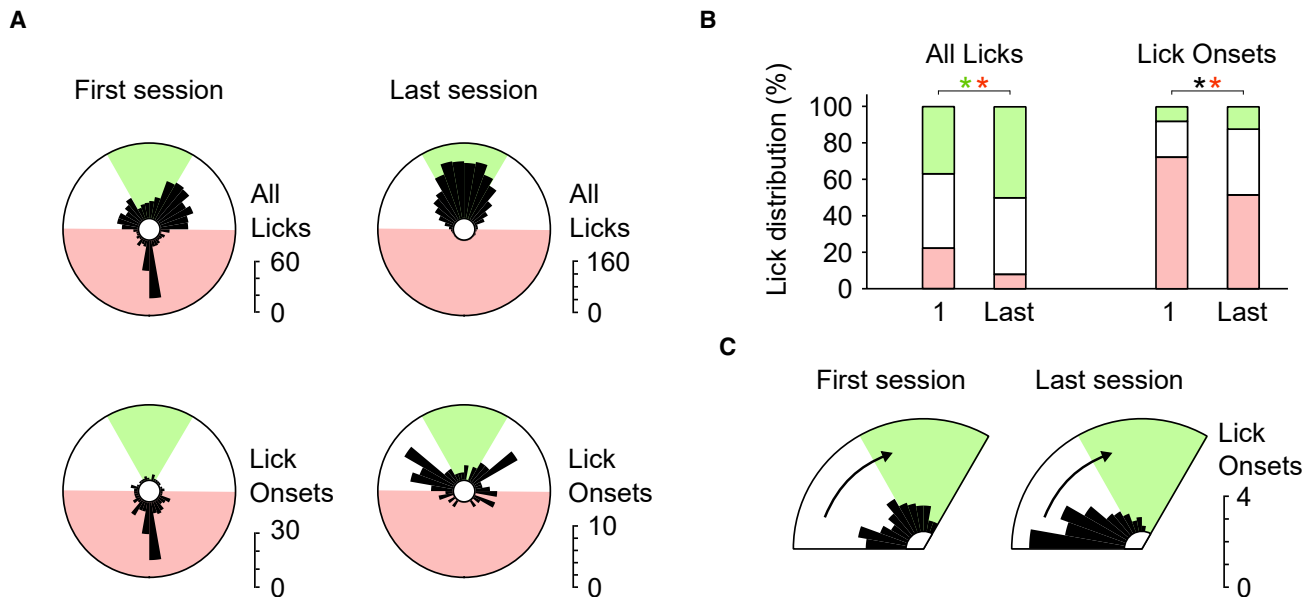 A
First session
Last session
All
Licks
60
0
All
Licks
160
0
Lick
Onsets
30
0
Lick
Onsets
10
0
B
All Licks
Lick Onsets
**
**
Lick distribution (%)
100
80
60
40
20
0
1
Last
1
Last
C
First session
Last session
Lick
Onsets
4
0